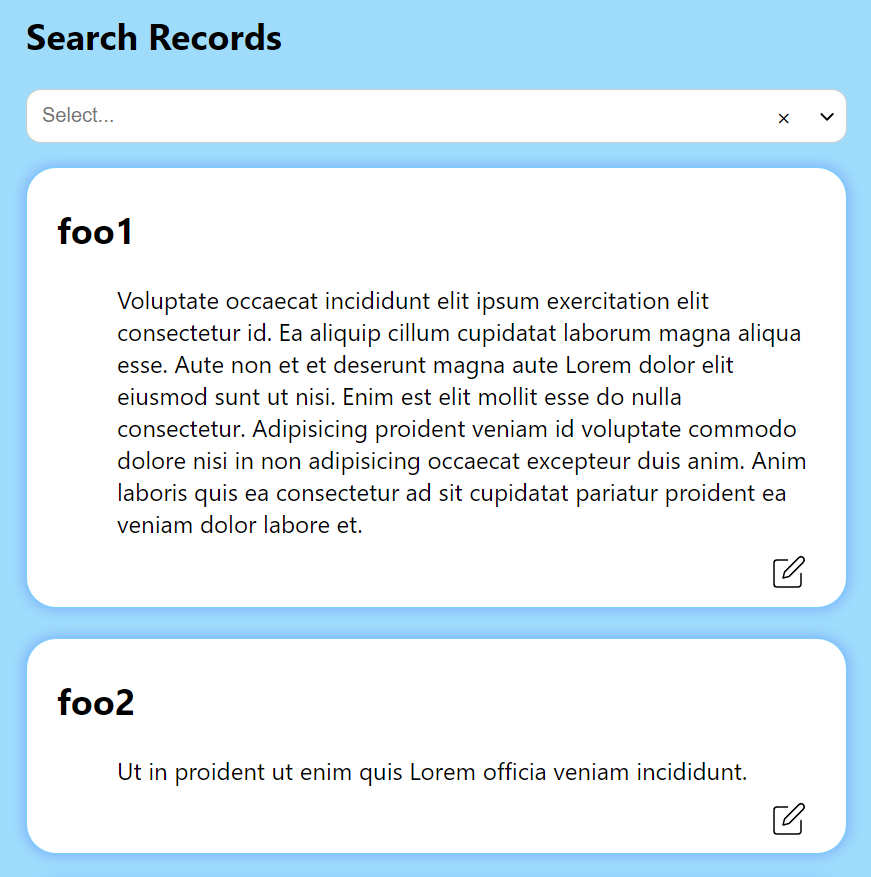 Search Records
Select...
foo1
Voluptate occaecat incididunt elit ipsum exercitation elit
consectetur id. Ea aliquip cillum cupidatat laborum magna aliqua
esse. Aute non et et deserunt magna aute Lorem dolor elit
eiusmod sunt ut nisi. Enim est elit mollit esse do nulla
consectetur. Adipisicing proident veniam id voluptate commodo
dolore nisi in non adipisicing occaecat excepteur duis anim. Anim
laboris quis ea consectetur ad sit cupidatat pariatur proident ea
veniam dolor labore et.
foo2
Ut in proident ut enim quis Lorem officia veniam incididunt.